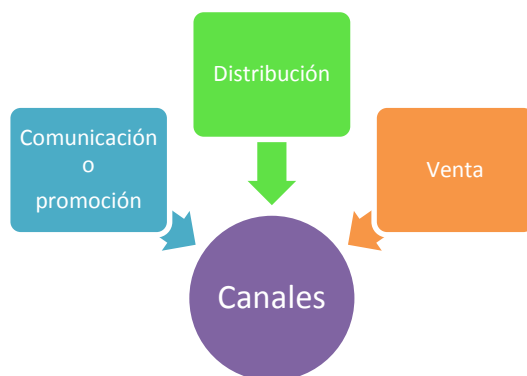 Distribución
Comunicación
o
promoción
Venta
Canales